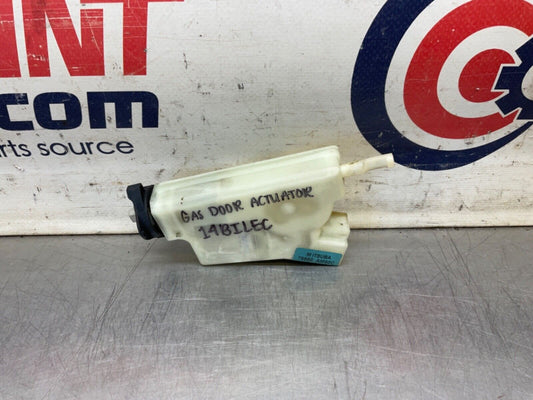 INT
.com
rts source
GAS DOOR ACTUATOR
14BILEC
MITSUBA